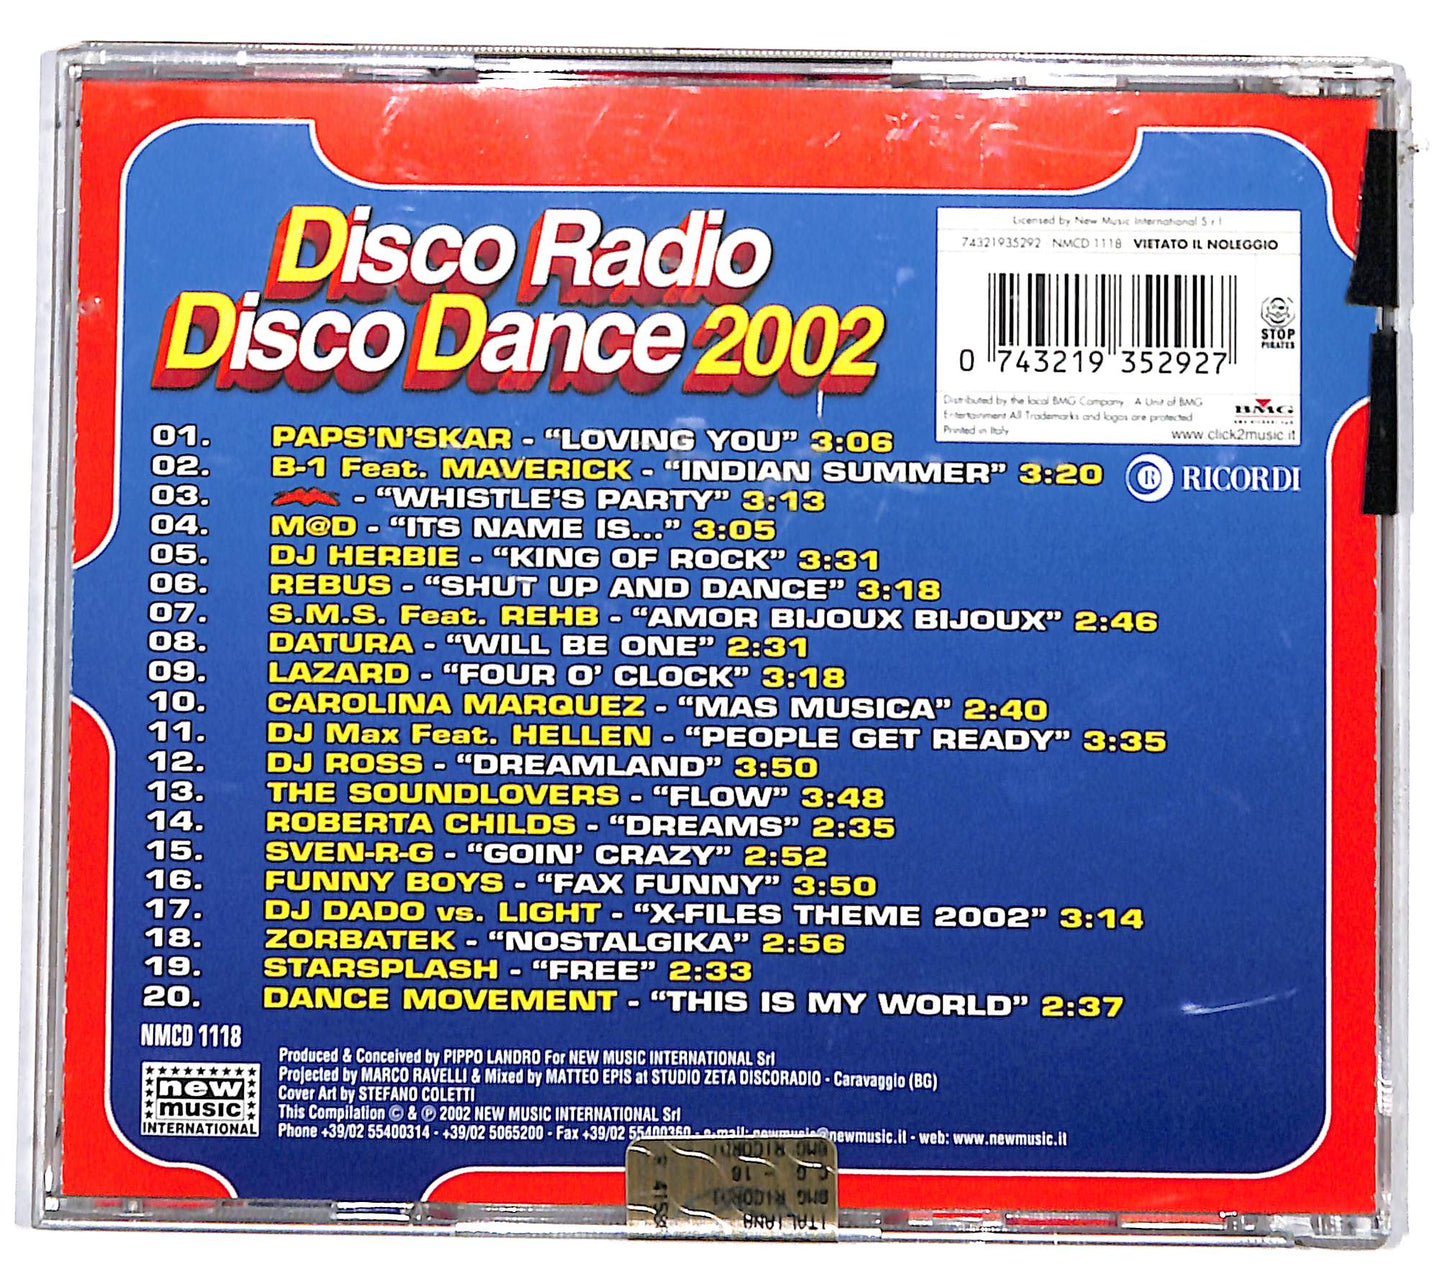 Disco Radio
Disco Dance 2002
Licensed by New Music International S.r.l.
74321935292 NMCD 1118 VIETATO IL NOLEGGIO
0 743219 352927
STOP
PIRATES
Distributed by the local BMG Company. A Unit of BMG
Entertainment All Trademarks and logos are protected
Printed in Italy
BMG
www.click2music.it
R RICORDI
01. PAPS'N'SKAR - “LOVING YOU” 3:06
02. B-1 Feat. MAVERICK - “INDIAN SUMMER” 3:20
03. - “WHISTLE'S PARTY” 3:13
04. M@D - “ITS NAME IS...” 3:05
05. DJ HERBIE - “KING OF ROCK” 3:31
06. REBUS - “SHUT UP AND DANCE” 3:18
07. S.M.S. Feat. REHB - “AMOR BIJOUX BIJOUX” 2:46
08. DATURA - “WILL BE ONE” 2:31
09. LAZARD - “FOUR O' CLOCK” 3:18
10. CAROLINA MARQUEZ - “MAS MUSICA” 2:40
11. DJ Max Feat. HELLEN - “PEOPLE GET READY” 3:35
12. DJ ROSS - “DREAMLAND” 3:50
13. THE SOUNDLOVERS - “FLOW” 3:48
14. ROBERTA CHILDS - “DREAMS” 2:35
15. SVEN-R-G - “GOIN' CRAZY” 2:52
16. FUNNY BOYS - “FAX FUNNY” 3:50
17. DJ DADO vs. LIGHT - “X-FILES THEME 2002” 3:14
18. ZORBATEK - “NOSTALGIKA” 2:56
19. STARSPLASH - “FREE” 2:33
20. DANCE MOVEMENT - “THIS IS MY WORLD” 2:37
NMCD 1118
new
music
INTERNATIONAL
Produced & Conceived by PIPPO LANDRO For NEW MUSIC INTERNATIONAL Srl
Projected by MARCO RAVELLI & Mixed by MATTEO EPIS at STUDIO ZETA DISCORADIO - Caravaggio (BG)
Cover Art by STEFANO COLETTI
This Compilation © & ℗ 2002 NEW MUSIC INTERNATIONAL Srl
Phone +39/02 55400314 - +39/02 5065200 - Fax +39/02 55400360 - e-mail: newmusic@newmusic.it - web: www.newmusic.it
BMG RICORDI
BMG RICORDI
ITALIANA